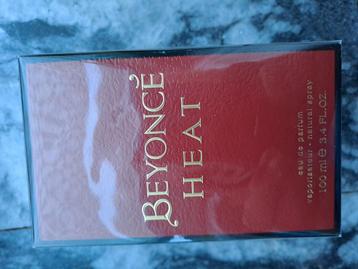 BEYONCÉ
HEAT
eau de parfum
vaporisateur · natural spray
100 ml ℮ 3.4 FL.OZ.